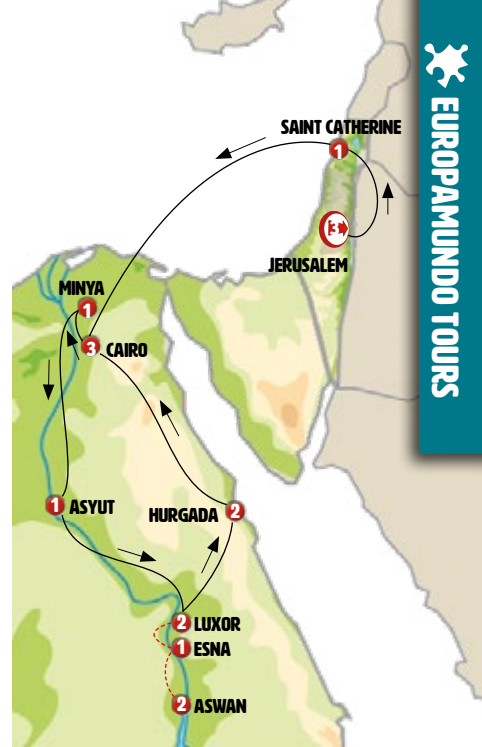 EUROPAMUNDO TOURS
SAINT CATHERINE
1
3
JERUSALEM
MINYA
1
3 CAIRO
1 ASYUT
HURGADA 2
2 LUXOR
1 ESNA
2 ASWAN